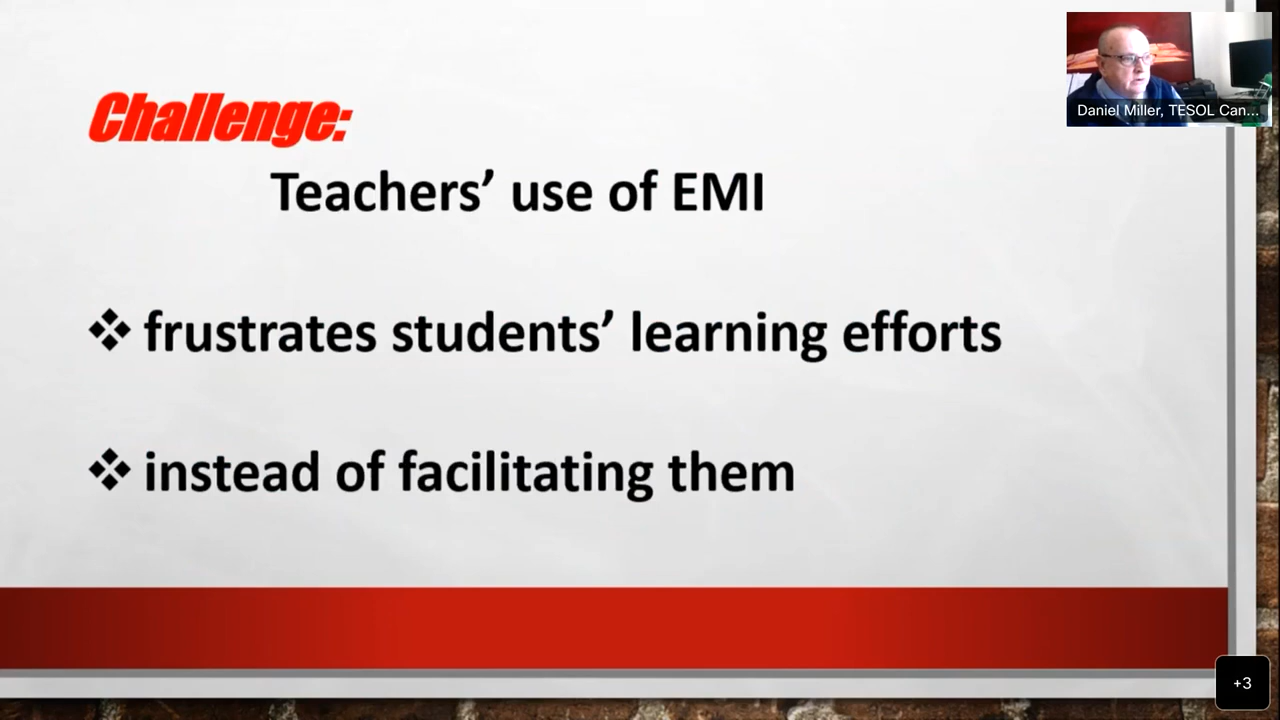 Daniel Miller, TESOL Can...
Challenge:
Teachers’ use of EMI
❖ frustrates students’ learning efforts
❖ instead of facilitating them
+3